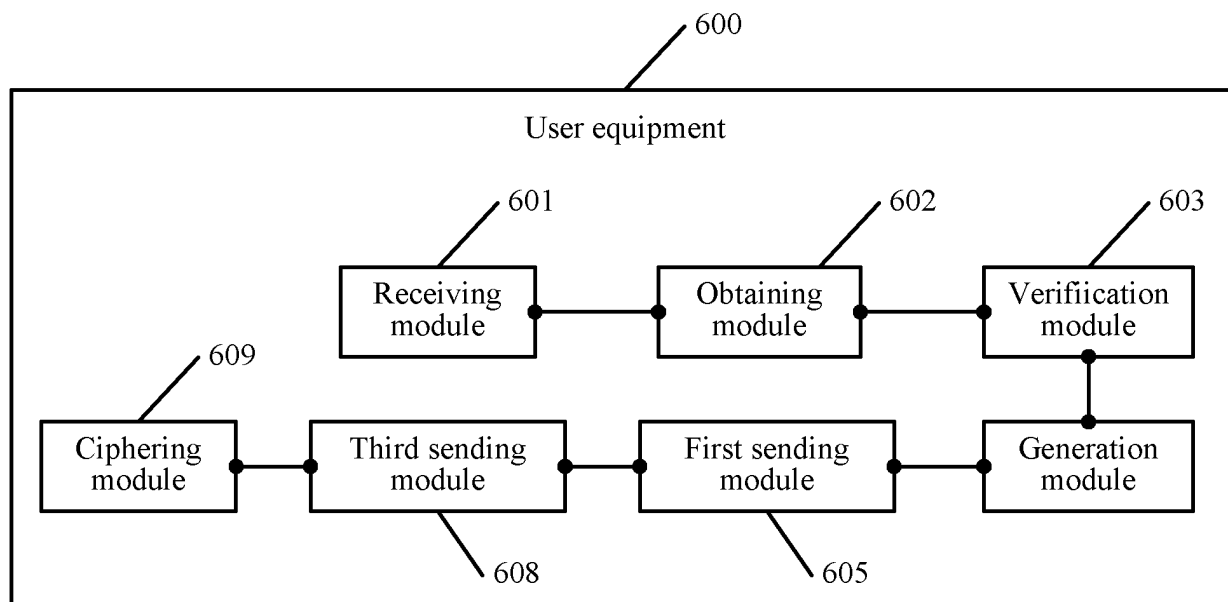 600
User equipment
601
602
603
Receiving
module
Obtaining
module
Verifiication
module
609
Ciphering
module
Third sending
module
First sending
module
Generation
module
608
605